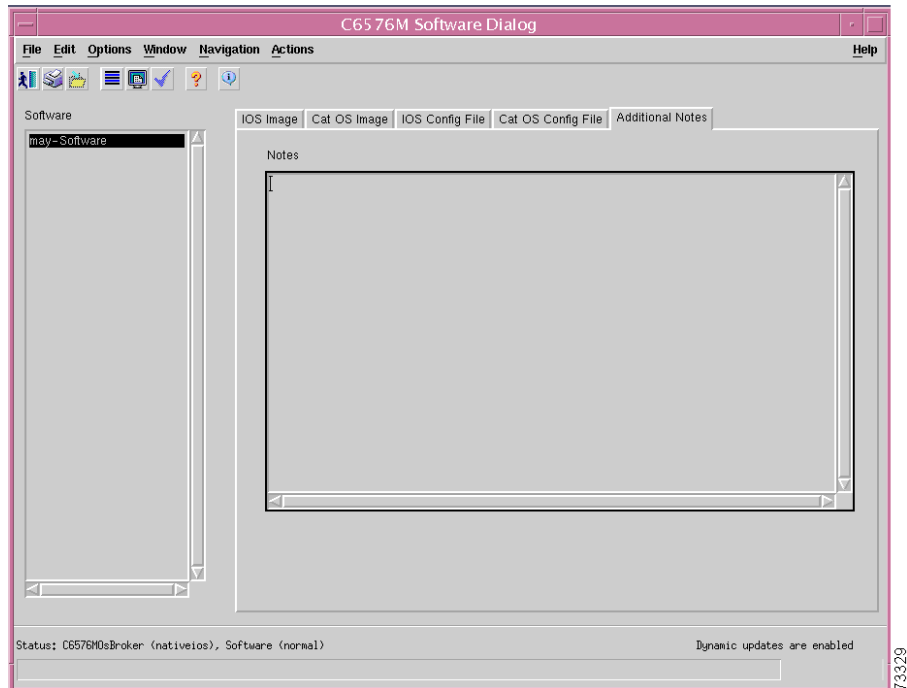 C6576M Software Dialog
File Edit Options Window Navigation Actions Help
Software
IOS Image Cat OS Image IOS Config File Cat OS Config File Additional Notes
may-Software
Notes
Status: C6576MOsBroker (nativeios), Software (normal) Dynamic updates are enabled
73329